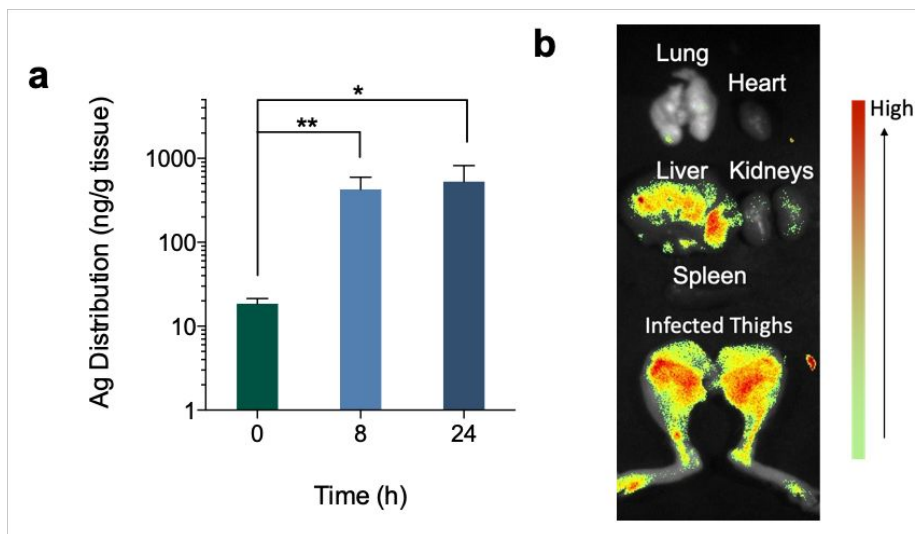 a
Ag Distribution (ng/g tissue)
1000
100
10
1
**
*
0 8 24
Time (h)
b
Lung
Heart
Liver Kidneys
Spleen
Infected Thighs
High